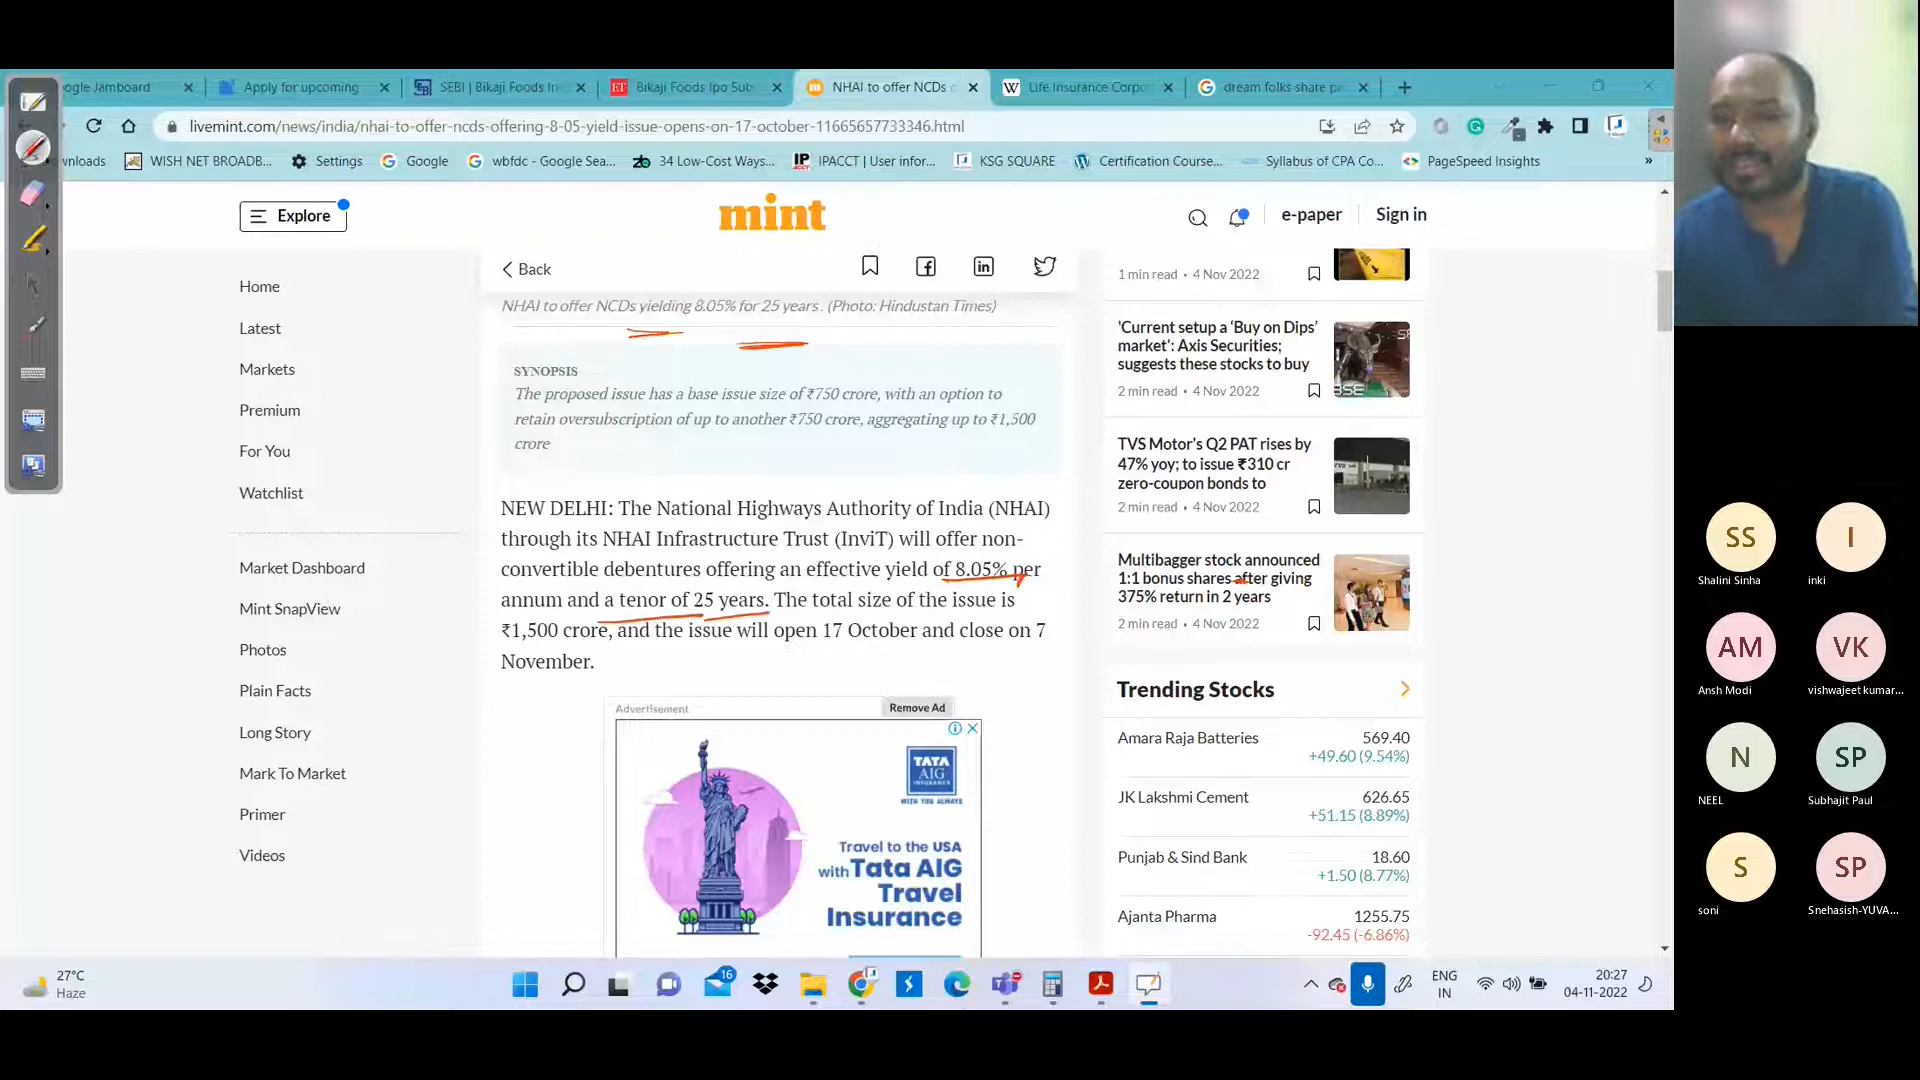 ogle Jamboard
Apply for upcoming
SEBI | Bikaji Foods In
ET
Bikaji Foods Ipo Sub
NHAI to offer NCDs o
W
Life Insurance Corpo
dream folks share pr
livemint.com/news/india/nhai-to-offer-ncds-offering-8-05-yield-issue-opens-on-17-october-11665657733346.html
wnloads
WISH NET BROADB...
Settings
Google
wbfdc - Google Sea...
34 Low-Cost Ways...
IPACCT | User infor...
KSG SQUARE
Certification Course...
Syllabus of CPA Co...
PageSpeed Insights
»
Explore
mint
e-paper
Sign in
Home
Latest
Markets
Premium
For You
Watchlist
Market Dashboard
Mint SnapView
Photos
Plain Facts
Long Story
Mark To Market
Primer
Videos
Back
NHAI to offer NCDs yielding 8.05% for 25 years . (Photo: Hindustan Times)
SYNOPSIS
The proposed issue has a base issue size of ₹750 crore, with an option to
retain oversubscription of up to another ₹750 crore, aggregating up to ₹1,500
crore
NEW DELHI: The National Highways Authority of India (NHAI)
through its NHAI Infrastructure Trust (InviT) will offer non-
convertible debentures offering an effective yield of 8.05% per
annum and a tenor of 25 years. The total size of the issue is
₹1,500 crore, and the issue will open 17 October and close on 7
November.
Advertisement
Remove Ad
TATA
AIG
INSURANCE
WITH YOU ALWAYS
Travel to the USA
with Tata AIG
Travel
Insurance
1 min read • 4 Nov 2022
'Current setup a 'Buy on Dips'
market': Axis Securities;
suggests these stocks to buy
2 min read • 4 Nov 2022
BSE
TVS Motor's Q2 PAT rises by
47% yoy; to issue ₹310 cr
zero-coupon bonds to
2 min read • 4 Nov 2022
Multibagger stock announced
1:1 bonus shares after giving
375% return in 2 years
2 min read • 4 Nov 2022
Trending Stocks
Amara Raja Batteries
569.40
+49.60 (9.54%)
JK Lakshmi Cement
626.65
+51.15 (8.89%)
Punjab & Sind Bank
18.60
+1.50 (8.77%)
Ajanta Pharma
1255.75
-92.45 (-6.86%)
SS
Shalini Sinha
I
inki
AM
Ansh Modi
VK
vishwajeet kumar...
N
NEEL
SP
Subhajit Paul
S
soni
SP
Snehasish-YUVA...
27°C
Haze
16
ENG
IN
20:27
04-11-2022